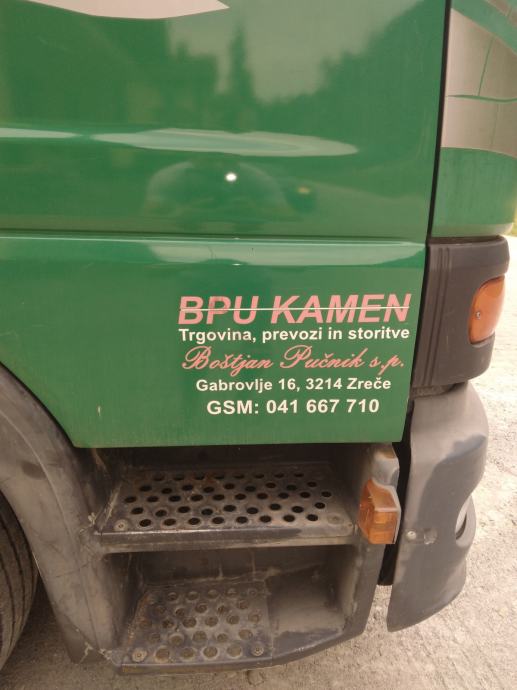 BPU KAMEN
Trgovina, prevozi in storitve
Boštjan Pučnik s.p.
Gabrovlje 16, 3214 Zreče
GSM: 041 667 710